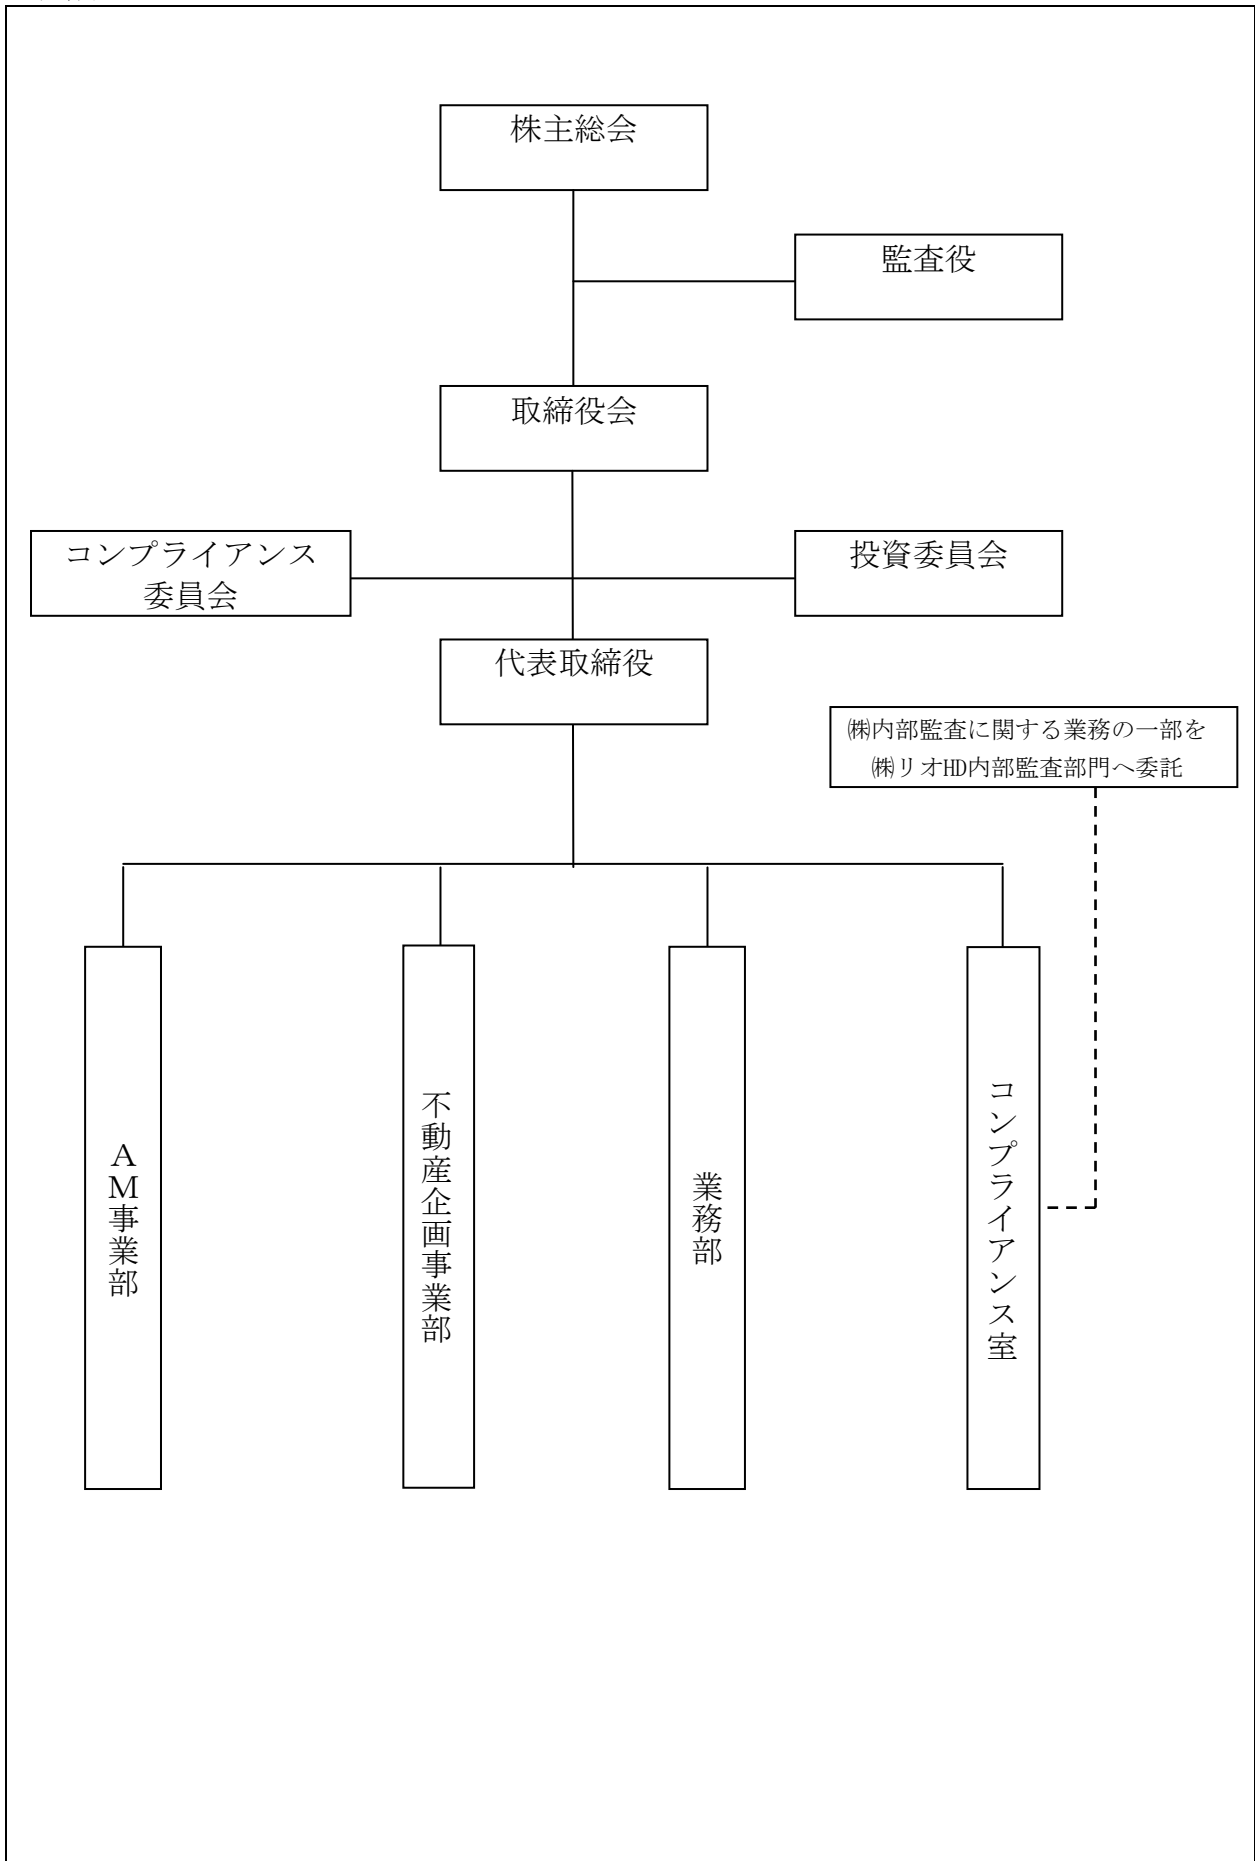 株主総会
監査役
取締役会
コンプライアンス
委員会
投資委員会
代表取締役
㈱内部監査に関する業務の一部を
㈱リオHD内部監査部門へ委託
AM事業部
不動産企画事業部
業務部
コンプライアンス室